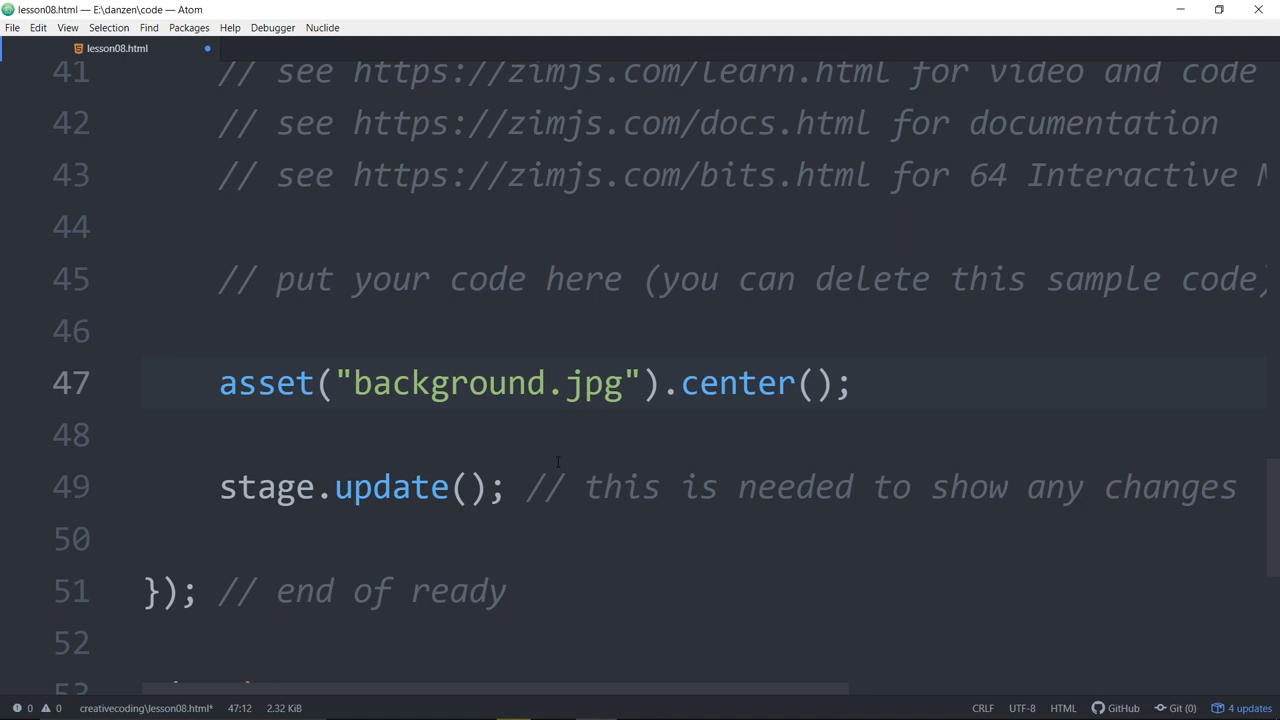 lesson08.html — E:\danzen\code — Atom
File Edit View Selection Find Packages Help Debugger Nuclide
lesson08.html
41 // see https://zimjs.com/learn.html for video and code
42 // see https://zimjs.com/docs.html for documentation
43 // see https://zimjs.com/bits.html for 64 Interactive
44
45 // put your code here (you can delete this sample code)
46
47 asset("background.jpg").center();
48
49 stage.update(); // this is needed to show any changes
50
51 }); // end of ready
52
53
0 0 creativecoding\lesson08.html* 47:12 2.32 KiB CRLF UTF-8 HTML GitHub Git (0) 4 updates